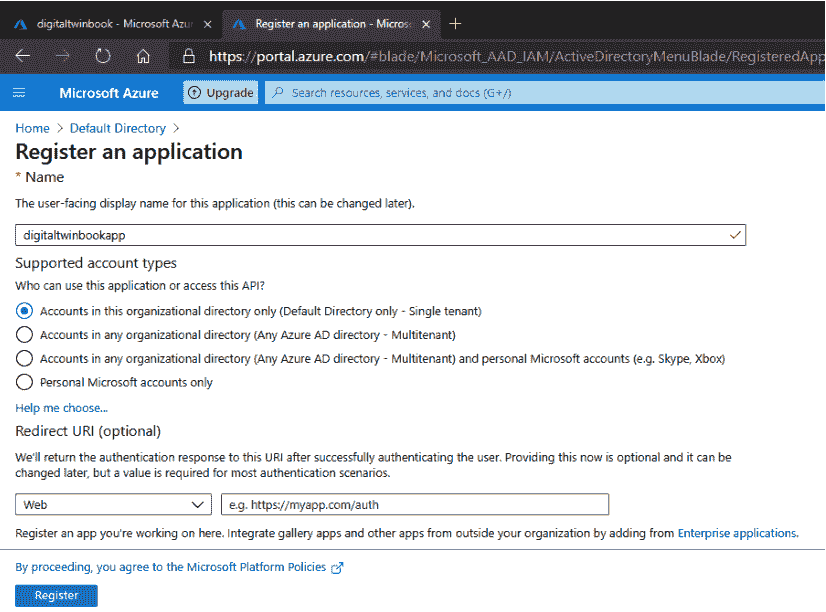 digitaltwinbook - Microsoft Azur
Register an application - Micros
https://portal.azure.com/#blade/Microsoft_AAD_IAM/ActiveDirectoryMenuBlade/RegisteredApp
Microsoft Azure
Upgrade
Search resources, services, and docs (G+/)
Home > Default Directory >
Register an application
* Name
The user-facing display name for this application (this can be changed later).
digitaltwinbookapp
Supported account types
Who can use this application or access this API?
Accounts in this organizational directory only (Default Directory only - Single tenant)
Accounts in any organizational directory (Any Azure AD directory - Multitenant)
Accounts in any organizational directory (Any Azure AD directory - Multitenant) and personal Microsoft accounts (e.g. Skype, Xbox)
Personal Microsoft accounts only
Help me choose...
Redirect URI (optional)
We'll return the authentication response to this URI after successfully authenticating the user. Providing this now is optional and it can be
changed later, but a value is required for most authentication scenarios.
Web
e.g. https://myapp.com/auth
Register an app you're working on here. Integrate gallery apps and other apps from outside your organization by adding from Enterprise applications.
By proceeding, you agree to the Microsoft Platform Policies
Register